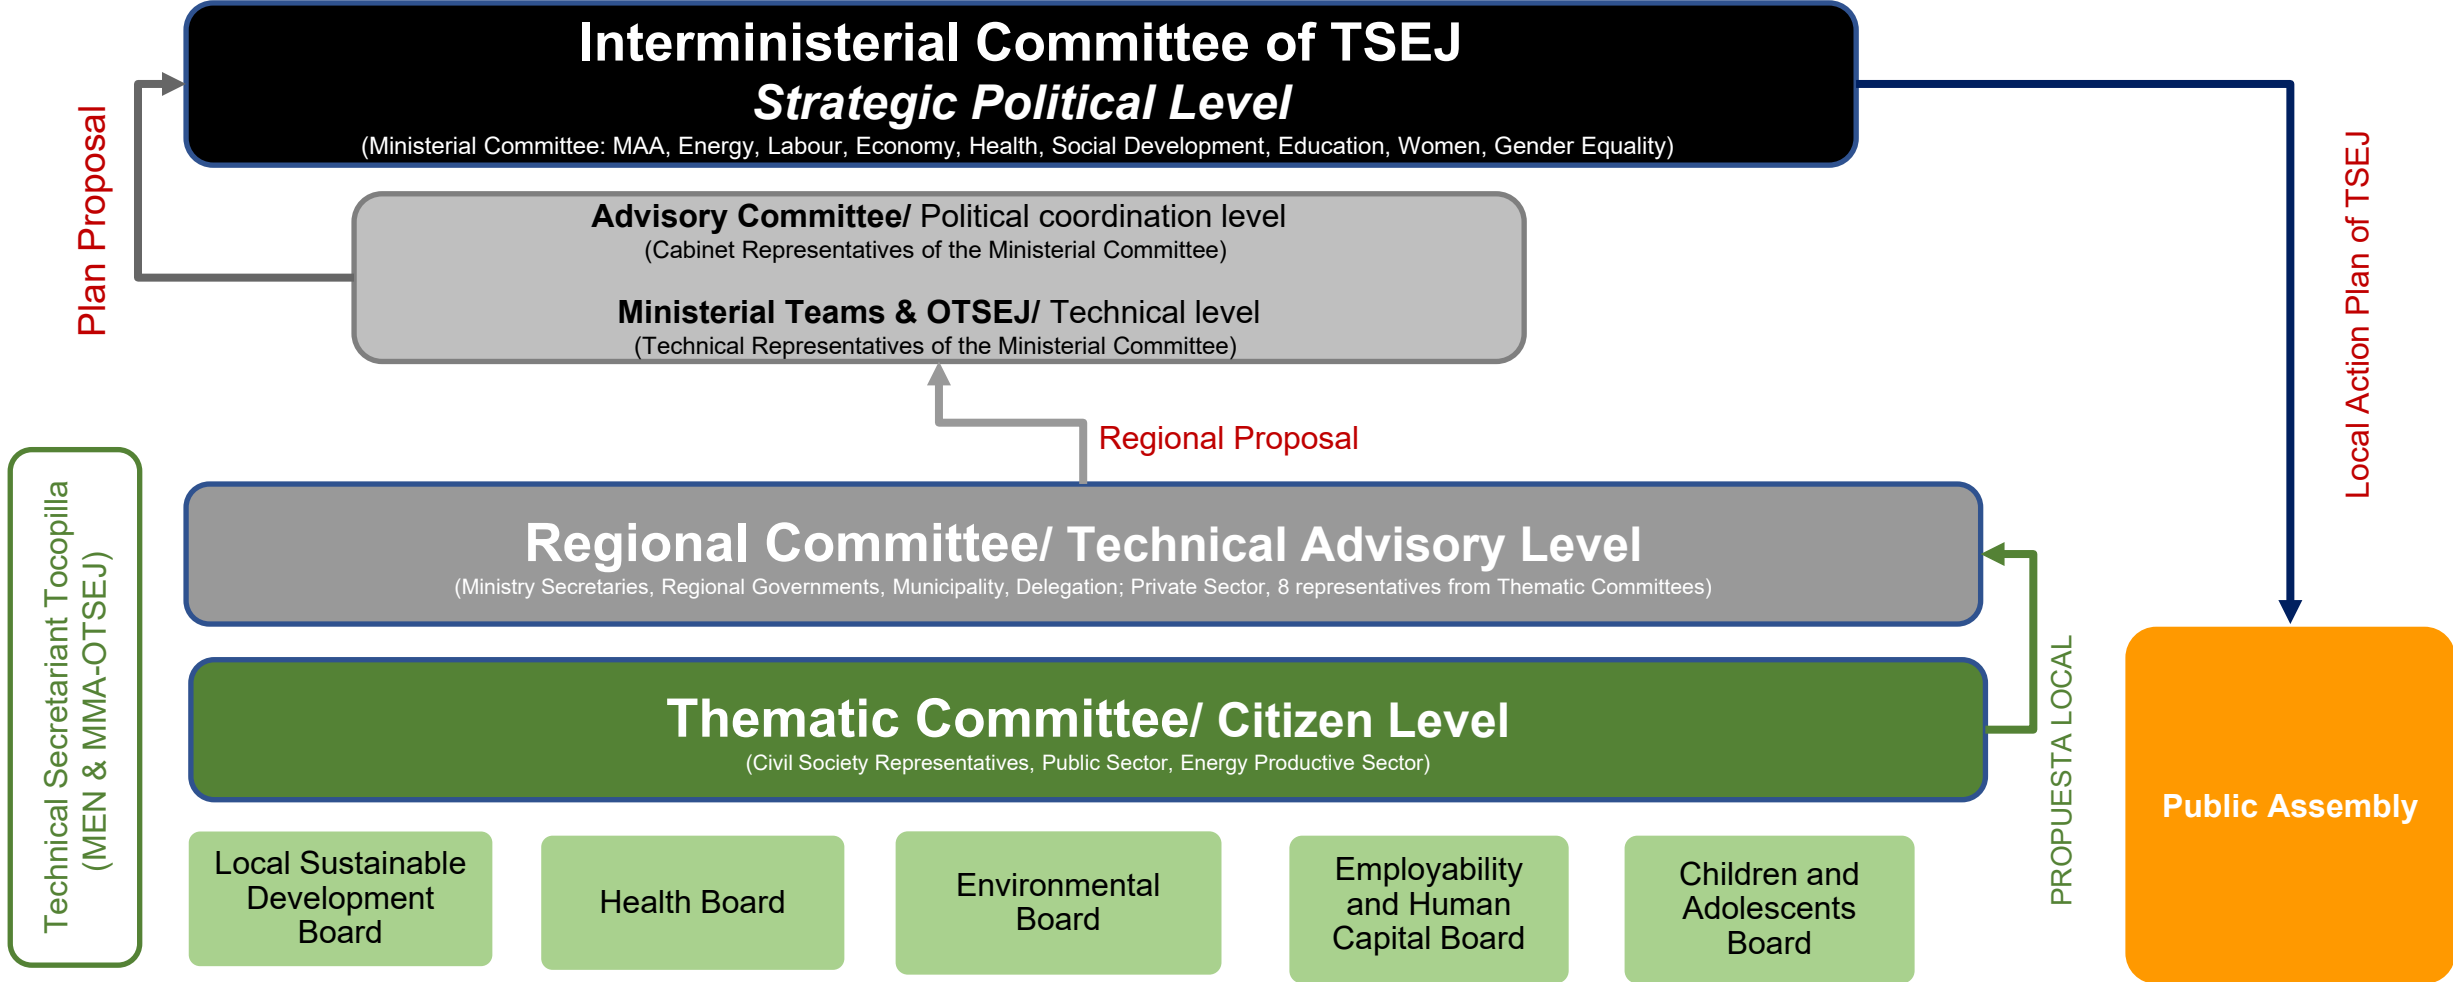 Interministerial Committee of TSEJ
Strategic Political Level
(Ministerial Committee: MAA, Energy, Labour, Economy, Health, Social Development, Education, Women, Gender Equality)
Plan Proposal
Advisory Committee/ Political coordination level
(Cabinet Representatives of the Ministerial Committee)
Ministerial Teams & OTSEJ/ Technical level
(Technical Representatives of the Ministerial Committee)
Local Action Plan of TSEJ
Regional Proposal
Technical Secretariant Tocopilla
(MEN & MMA-OTSEJ)
Regional Committee/ Technical Advisory Level
(Ministry Secretaries, Regional Governments, Municipality, Delegation; Private Sector, 8 representatives from Thematic Committees)
Thematic Committee/ Citizen Level
(Civil Society Representatives, Public Sector, Energy Productive Sector)
PROPUESTA LOCAL
Public Assembly
Local Sustainable
Development
Board
Health Board
Environmental
Board
Employability
and Human
Capital Board
Children and
Adolescents
Board